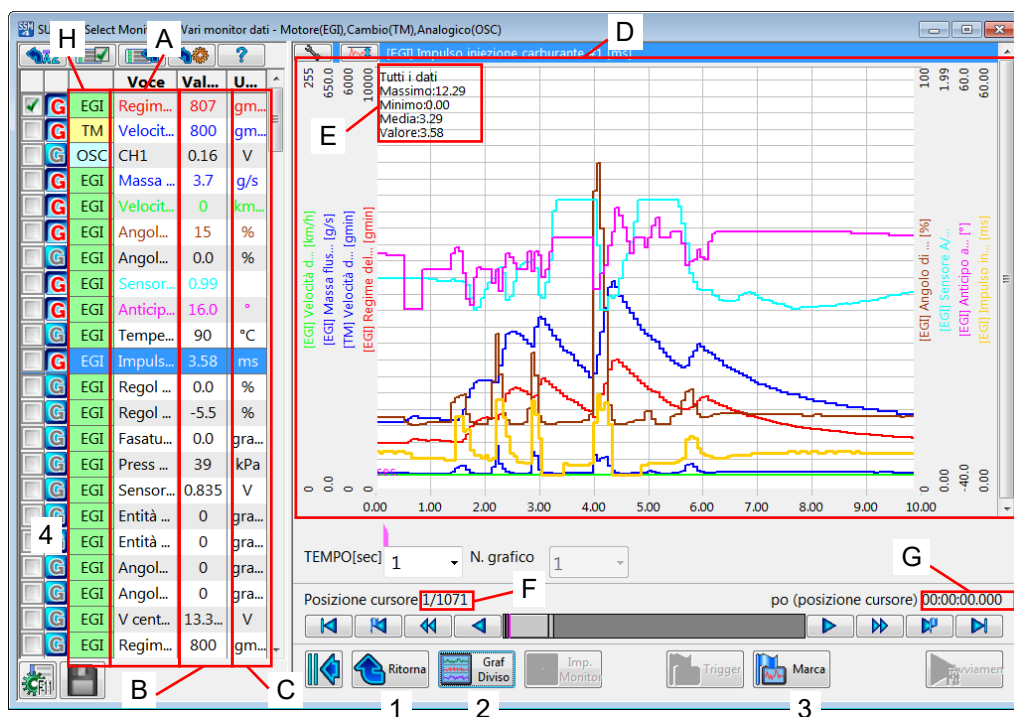 SU Select Moni Vari monitor dati - Motore(EGI),Cambio(TM),Analogico(OSC)
H A D
?
[EGI] Impulso iniezione carburante #1 [ms]
Voce Val... U...
EGI Regim... 807 gm...
TM Velocit... 800 gm...
OSC CH1 0.16 V
EGI Massa ... 3.7 g/s
EGI Velocit... 0 km...
EGI Angol... 15 %
EGI Angol... 0.0 %
EGI Sensor... 0.99
EGI Anticip... 16.0 °
EGI Tempe... 90 °C
EGI Impuls... 3.58 ms
EGI Regol ... 0.0 %
EGI Regol ... -5.5 %
EGI Fasatu... 0.0 gra...
EGI Press ... 39 kPa
EGI Sensor... 0.835 V
EGI Entità ... 0 gra...
4 EGI Entità ... 0 gra...
EGI Angol... 0 gra...
EGI Angol... 0 gra...
EGI V cent... 13.3... V
EGI Regim... 800 gm...
B C
255 650.0 6000 10000
Tutti i dati
Massimo:12.29
Minimo:0.00
Media:3.29
Valore:3.58
E
100 1.99 60.0 60.00
[EGI] Velocità d... [km/h]
[EGI] Massa flus... [g/s]
[TM] Velocità d... [gmin]
[EGI] Regime del... [gmin]
[EGI] Angolo di ... [%]
[EGI] Sensore A/...
[EGI] Anticipo a... [°]
[EGI] Impulso in... [ms]
0 0.0 0 0
0 0.00 -40.0 0.00
0.00 1.00 2.00 3.00 4.00 5.00 6.00 7.00 8.00 9.00 10.00
TEMPO[sec] 1 N. grafico 1
G
Posizione cursore 1/1071 F po (posizione cursore) 00:00:00.000
Ritorna
Graf Diviso
Imp. Monitor
Trigger
Marca
vviamen
1 2 3